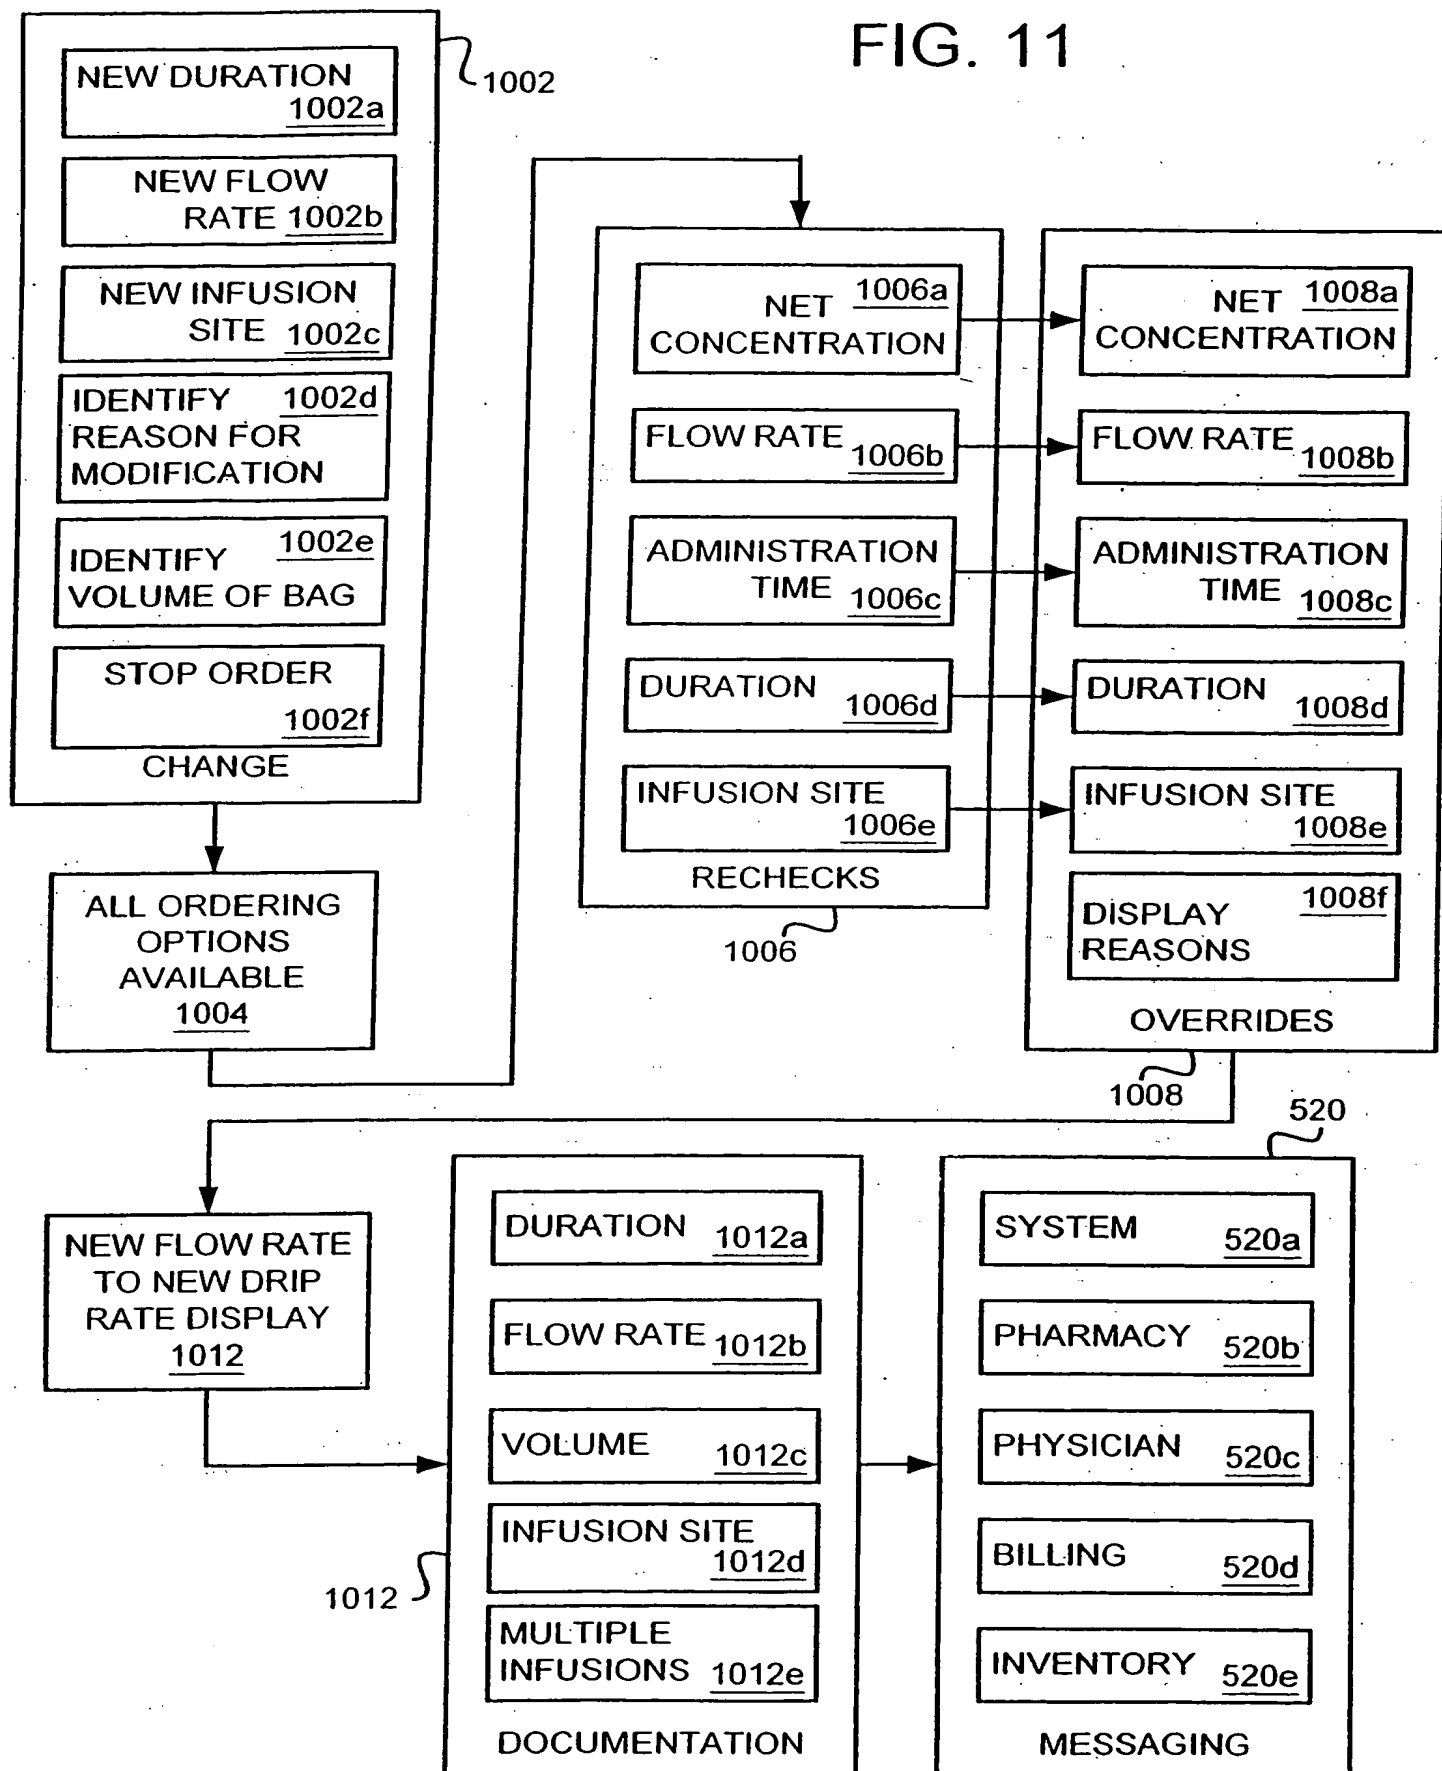 FIG. 11
NEW DURATION
1002a
NEW FLOW
RATE 1002b
NEW INFUSION
SITE 1002c
IDENTIFY 1002d
REASON FOR
MODIFICATION
1002e
IDENTIFY
VOLUME OF BAG
STOP ORDER
1002f
CHANGE
1002
ALL ORDERING
OPTIONS
AVAILABLE
1004
NET 1006a
CONCENTRATION
FLOW RATE
1006b
ADMINISTRATION
TIME 1006c
DURATION
1006d
INFUSION SITE
1006e
RECHECKS
1006
NET 1008a
CONCENTRATION
FLOW RATE
1008b
ADMINISTRATION
TIME 1008c
DURATION
1008d
INFUSION SITE
1008e
1008f
DISPLAY
REASONS
OVERRIDES
1008
NEW FLOW RATE
TO NEW DRIP
RATE DISPLAY
1012
DURATION
1012a
FLOW RATE
1012b
VOLUME
1012c
INFUSION SITE
1012d
MULTIPLE
INFUSIONS 1012e
DOCUMENTATION
1012
520
SYSTEM
520a
PHARMACY
520b
PHYSICIAN
520c
BILLING
520d
INVENTORY
520e
MESSAGING